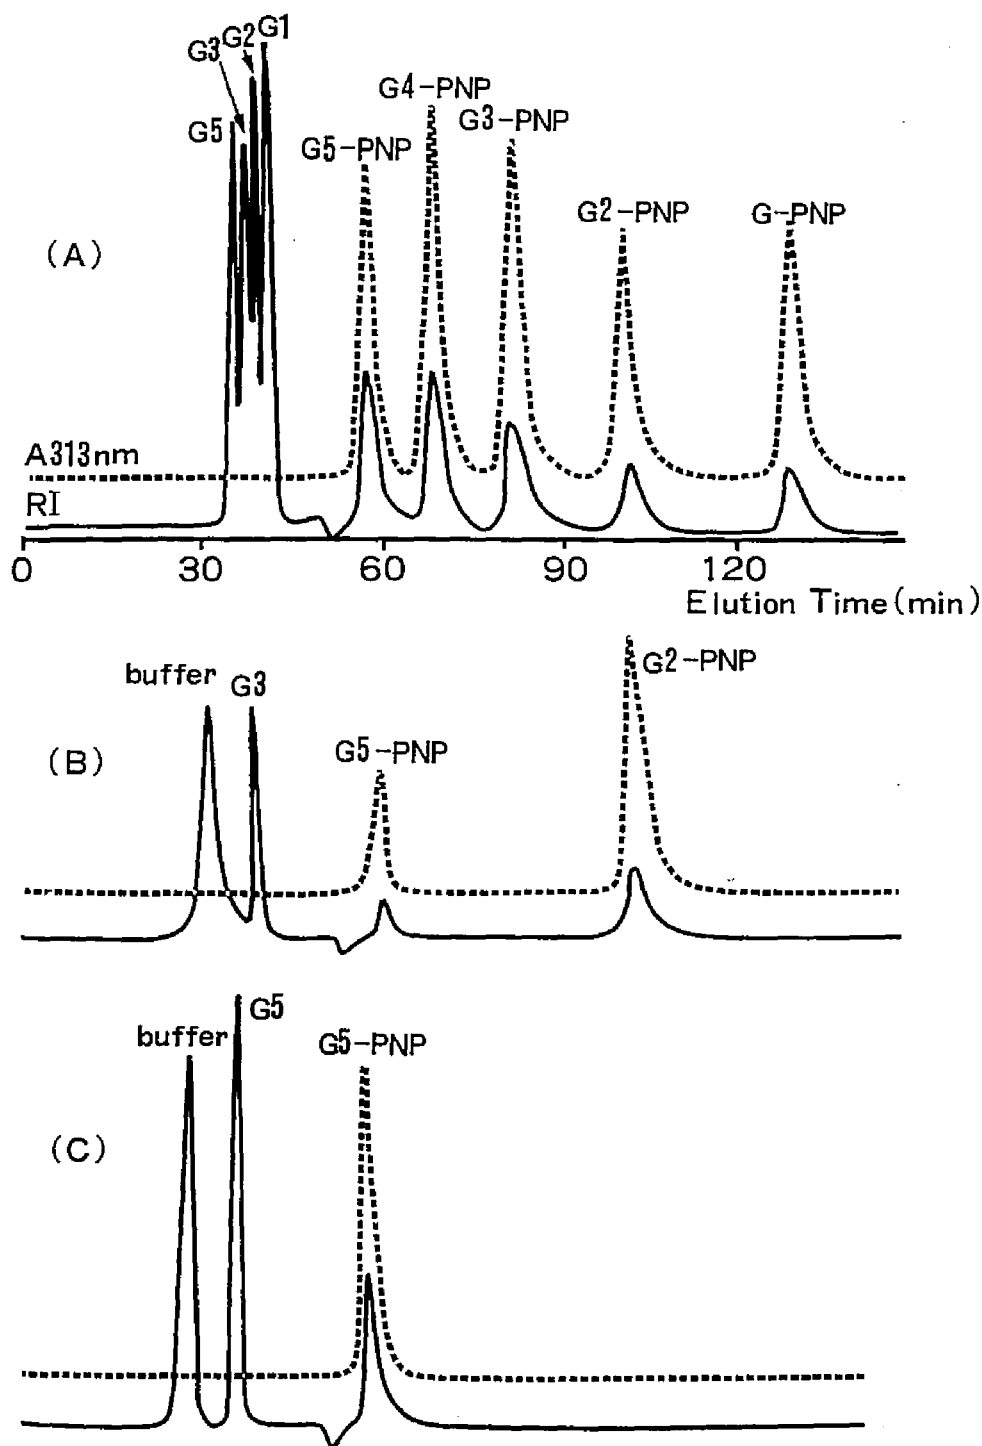 G3 G2 G1
G5
G5-PNP
G4-PNP
G3-PNP
G2-PNP
G-PNP
(A)
A313nm
RI
0 30 60 90 120
Elution Time(min)
buffer G3
G5-PNP
G2-PNP
(B)
buffer G5
G5-PNP
(C)